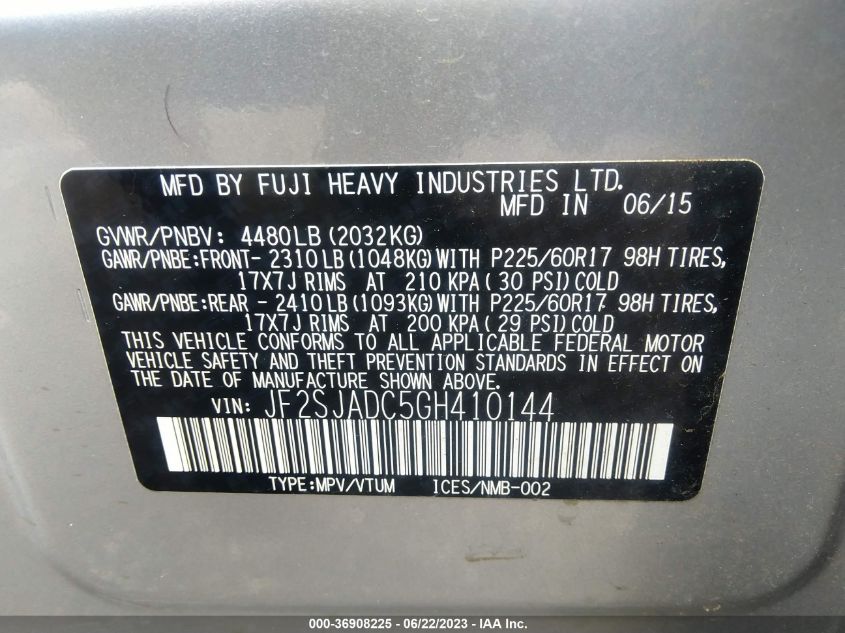 MFD BY FUJI HEAVY INDUSTRIES LTD.
MFD IN 06/15
GVWR/PNBV: 4480LB (2032KG)
GAWR/PNBE:FRONT- 2310LB (1048KG) WITH P225/60R17 98H TIRES,
17X7J RIMS AT 210 KPA (30 PSI) COLD
GAWR/PNBE:REAR - 2410LB (1093KG) WITH P225/60R17 98H TIRES,
17X7J RIMS AT 200 KPA (29 PSI) COLD
THIS VEHICLE CONFORMS TO ALL APPLICABLE FEDERAL MOTOR
VEHICLE SAFETY AND THEFT PREVENTION STANDARDS IN EFFECT ON
THE DATE OF MANUFACTURE SHOWN ABOVE.
VIN: JF2SJADC5GH410144
TYPE:MPV/VTUM ICES/NMB-002
000-36908225 - 06/22/2023 - IAA Inc.